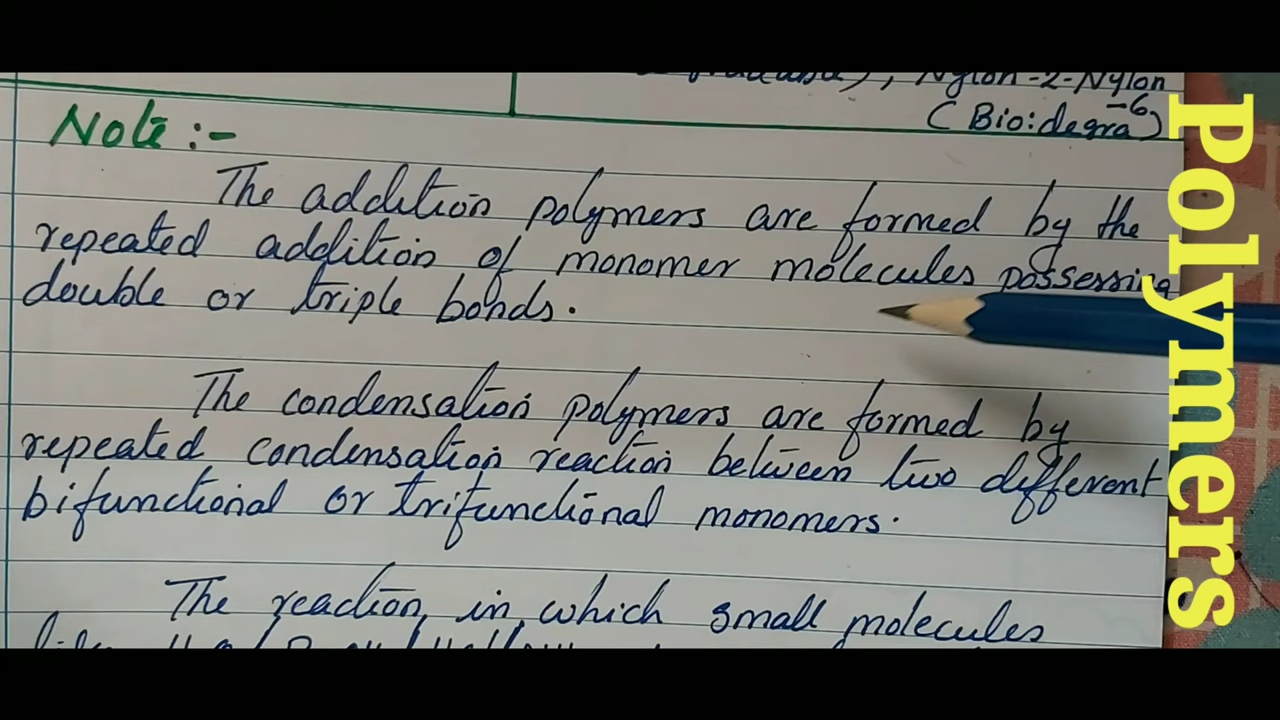 , Nylon-2-Nylon
-6
(Bio:degra)
Note:-
The addition polymers are formed by the
repeated addition of monomer molecules possessing
double or triple bonds.
The condensation polymers are formed by
repeated condensation reaction between two different
bifunctional or trifunctional monomers.
The reaction in which small molecules
Polymers